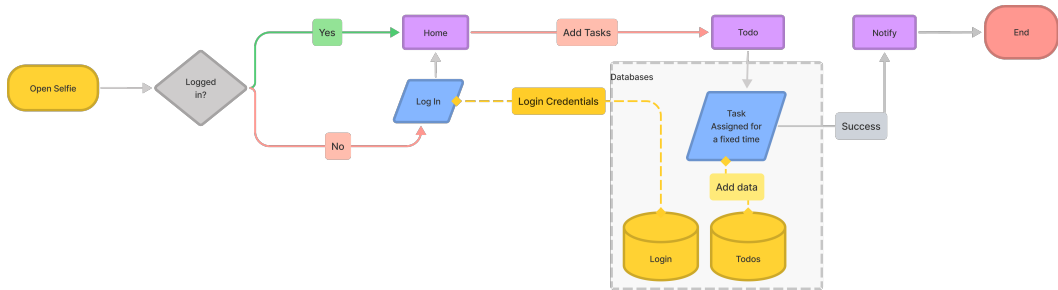 Open Selfie
Logged
in?
Yes
No
Home
Log In
Add Tasks
Login Credentials
Todo
Databases
Task
Assigned for
a fixed time
Add data
Login
Todos
Success
Notify
End